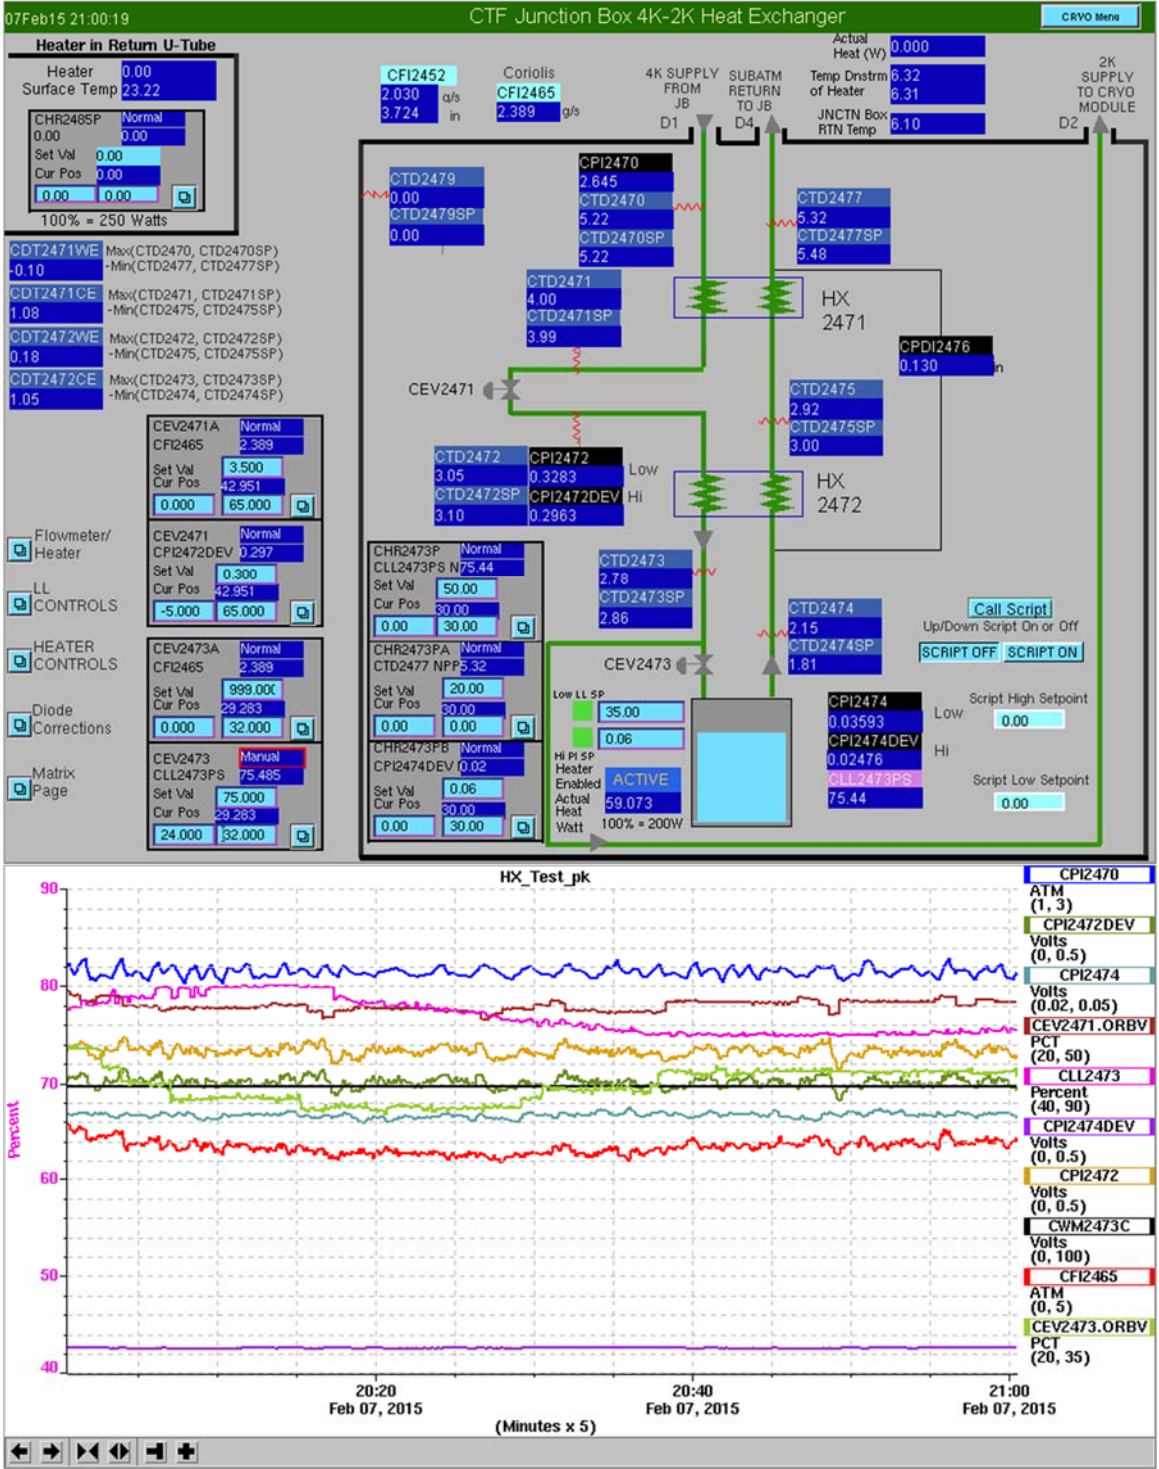 07Feb15 21:00:19 CTF Junction Box 4K-2K Heat Exchanger CRYO Menu
Heater in Return U-Tube
Heater 0.00
Surface Temp 23.22
CHR2485P Normal
0.00 0.00
Set Val 0.00
Cur Pos 0.00
0.00 0.00
100% = 250 Watts
CFI2452
2.030 g/s
3.724 in
Coriolis
CFI2465
2.389 g/s
4K SUPPLY
FROM
JB
D1
SUBATM
RETURN
TO JB
D4
Actual
Heat (W) 0.000
Temp Dnstrm 6.32
of Heater 6.31
JNCTN Box
RTN Temp 6.10
2K
SUPPLY
TO CRYO
MODULE
D2
CDT2471WE Max(CTD2470, CTD2470SP)
-0.10 -Min(CTD2477, CTD2477SP)
CDT2471CE Max(CTD2471, CTD2471SP)
1.08 -Min(CTD2475, CTD2475SP)
CDT2472WE Max(CTD2472, CTD2472SP)
0.18 -Min(CTD2475, CTD2475SP)
CDT2472CE Max(CTD2473, CTD2473SP)
1.05 -Min(CTD2474, CTD2474SP)
CTD2479
0.00
CTD2479SP
0.00
CPI2470
2.645
CTD2470
5.22
CTD2470SP
5.22
CTD2477
5.32
CTD2477SP
5.48
CTD2471
4.00
CTD2471SP
3.99
HX
2471
CPDI2476
0.130 in
CEV2471
CTD2475
2.92
CTD2475SP
3.00
CTD2472 CPI2472
3.05 0.3283 Low
CTD2472SP CPI2472DEV Hi
3.10 0.2963
HX
2472
CEV2471A Normal
CFI2465 2.389
Set Val 3.500
Cur Pos 42.951
0.000 65.000
CEV2471 Normal
CPI2472DEV 0.297
Set Val 0.300
Cur Pos 42.951
-5.000 65.000
CEV2473A Normal
CFI2465 2.389
Set Val 999.000
Cur Pos 29.283
0.000 32.000
CEV2473 Manual
CLL2473PS 75.485
Set Val 75.000
Cur Pos 29.283
24.000 32.000
Flowmeter/
Heater
LL
CONTROLS
HEATER
CONTROLS
Diode
Corrections
Matrix
Page
CHR2473P Normal
CLL2473PS N 75.44
Set Val 50.00
Cur Pos 30.00
0.00 30.00
CHR2473PA Normal
CTD2477 NPP 5.32
Set Val 20.00
Cur Pos 30.00
0.00 0.00
CHR2473PB Normal
CPI2474DEV 0.02
Set Val 0.06
Cur Pos 30.00
0.00 30.00
CTD2473
2.78
CTD2473SP
2.86
CEV2473
CTD2474
2.15
CTD2474SP
1.81
Call Script
Up/Down Script On or Off
SCRIPT OFF SCRIPT ON
Low LL SP
35.00
0.06
Hi PI SP
Heater
Enabled ACTIVE
Actual
Heat 59.073
Watt 100% = 200W
CPI2474
0.03593 Low
CPI2474DEV
0.02476 Hi
CLL2473PS
75.44
Script High Setpoint
0.00
Script Low Setpoint
0.00
HX_Test_pk
90
80
70
60
50
40
Percent
20:20 20:40 21:00
Feb 07, 2015 Feb 07, 2015 Feb 07, 2015
(Minutes x 5)
CPI2470
ATM
(1, 3)
CPI2472DEV
Volts
(0, 0.5)
CPI2474
Volts
(0.02, 0.05)
CEV2471.ORBV
PCT
(20, 50)
CLL2473
Percent
(40, 90)
CPI2474DEV
Volts
(0, 0.5)
CPI2472
Volts
(0, 0.5)
CWM2473C
Volts
(0, 100)
CFI2465
ATM
(0, 5)
CEV2473.ORBV
PCT
(20, 35)